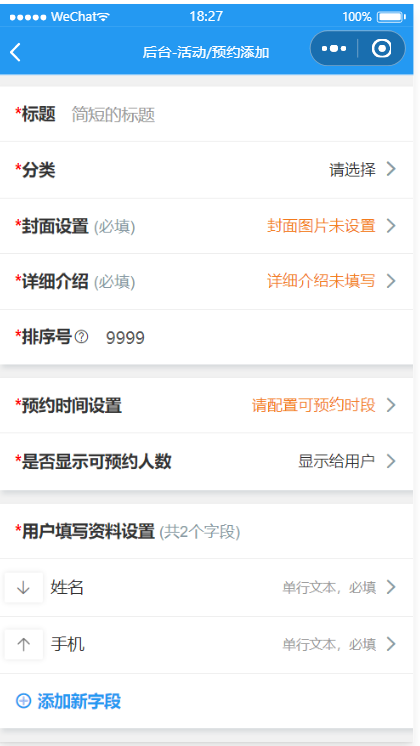 WeChat 18:27 100%
后台-活动/预约添加
*标题 简短的标题
*分类 请选择
*封面设置 (必填) 封面图片未设置
*详细介绍 (必填) 详细介绍未填写
*排序号? 9999
*预约时间设置 请配置可预约时段
*是否显示可预约人数 显示给用户
*用户填写资料设置 (共2个字段)
姓名 单行文本，必填
手机 单行文本，必填
添加新字段